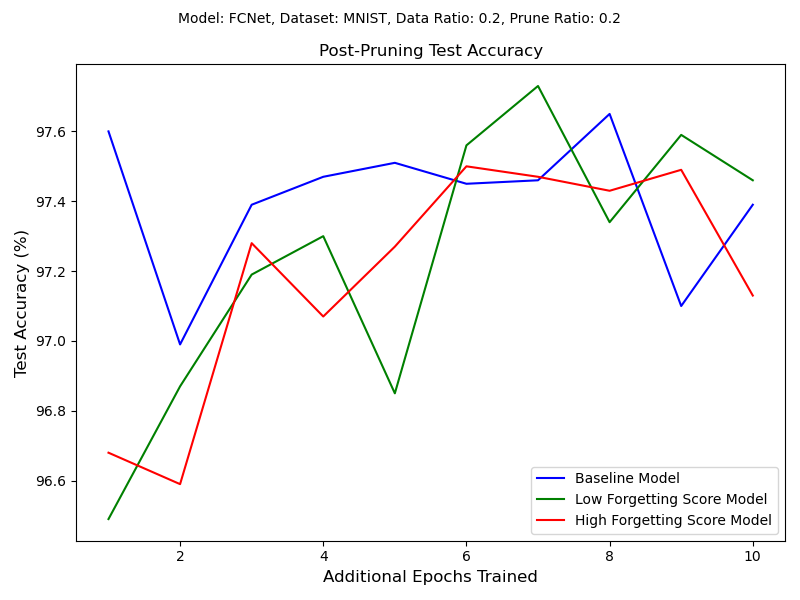 Model: FCNet, Dataset: MNIST, Data Ratio: 0.2, Prune Ratio: 0.2
Post-Pruning Test Accuracy
Test Accuracy (%)
97.6
97.4
97.2
97.0
96.8
96.6
Baseline Model
Low Forgetting Score Model
High Forgetting Score Model
2 4 6 8 10
Additional Epochs Trained